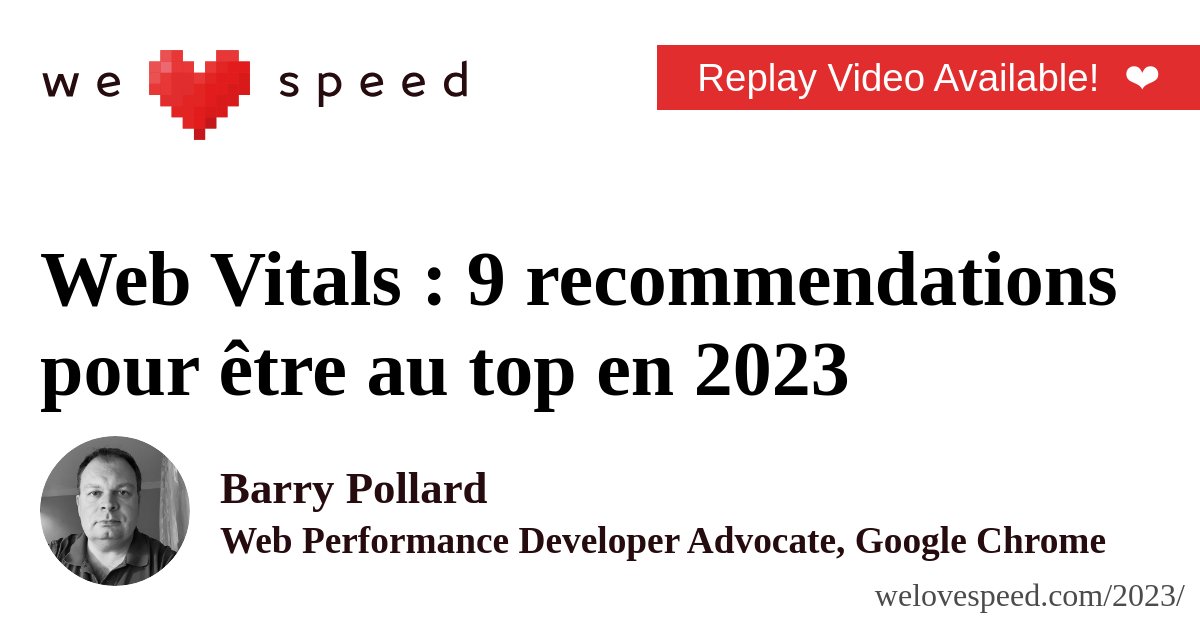 we ❤ speed
Replay Video Available! ❤
Web Vitals : 9 recommendations
pour être au top en 2023
Barry Pollard
Web Performance Developer Advocate, Google Chrome
welovespeed.com/2023/